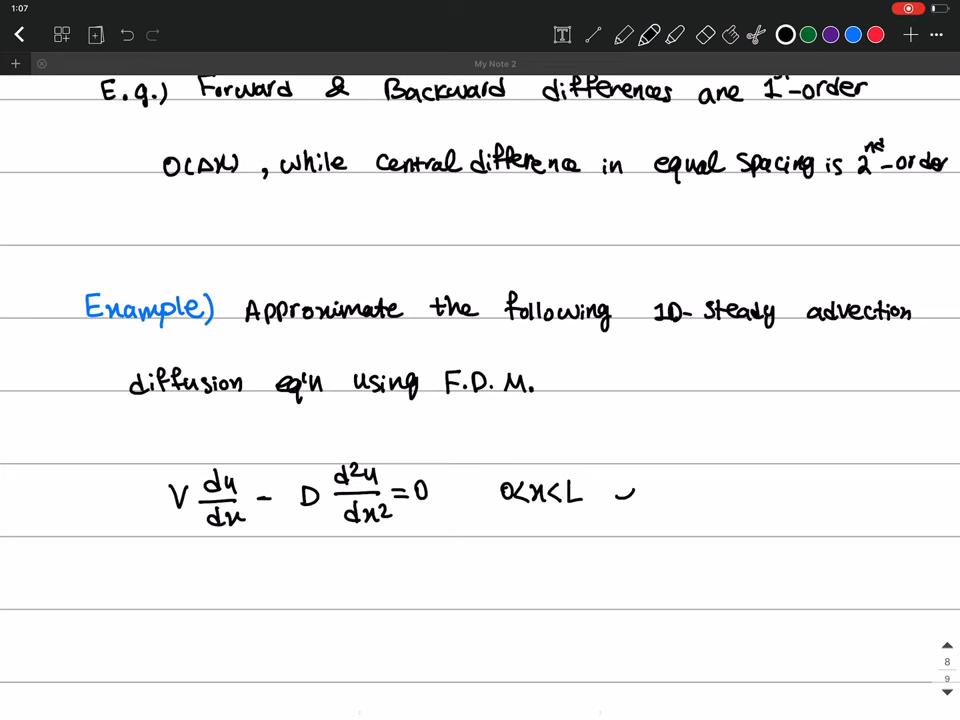 1:07
My Note 2
E.g.) Forward & Backward differences are 1st-order
O(Δx), while central difference in equal spacing is 2nd-order
Example) Approximate the following 1D-steady advection
diffusion eq'n using F.D.M.
V du/dx - D d²u/dx² = 0 0<x<L
8
9